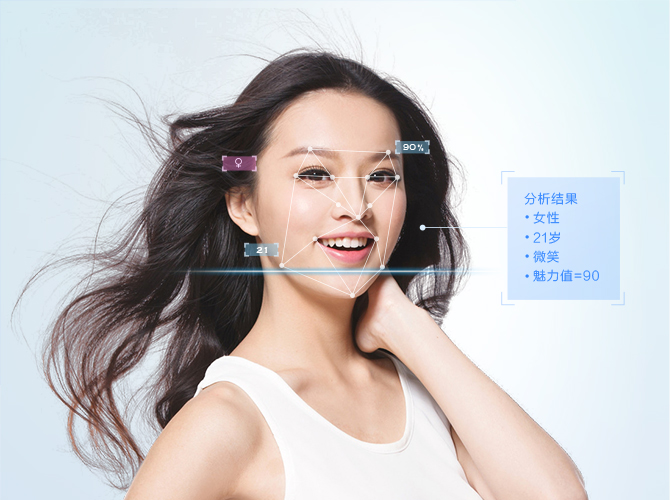 90%
♀
21
分析结果
• 女性
• 21岁
• 微笑
• 魅力值=90